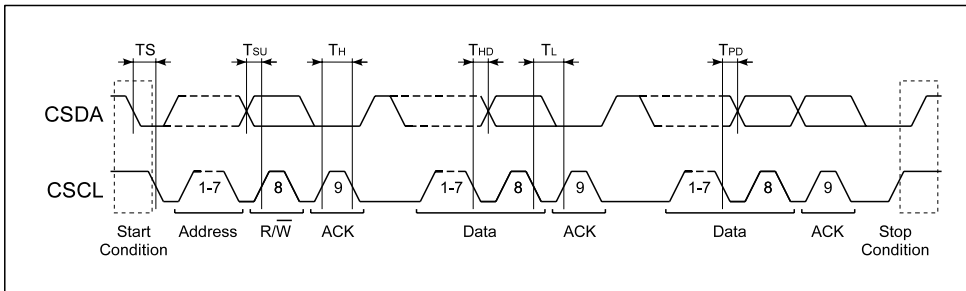 TS TSU TH THD TL TPD
CSDA
CSCL 1-7 8 9 1-7 8 9 1-7 8 9
Start Condition Address R/W̅ ACK Data ACK Data ACK Stop Condition